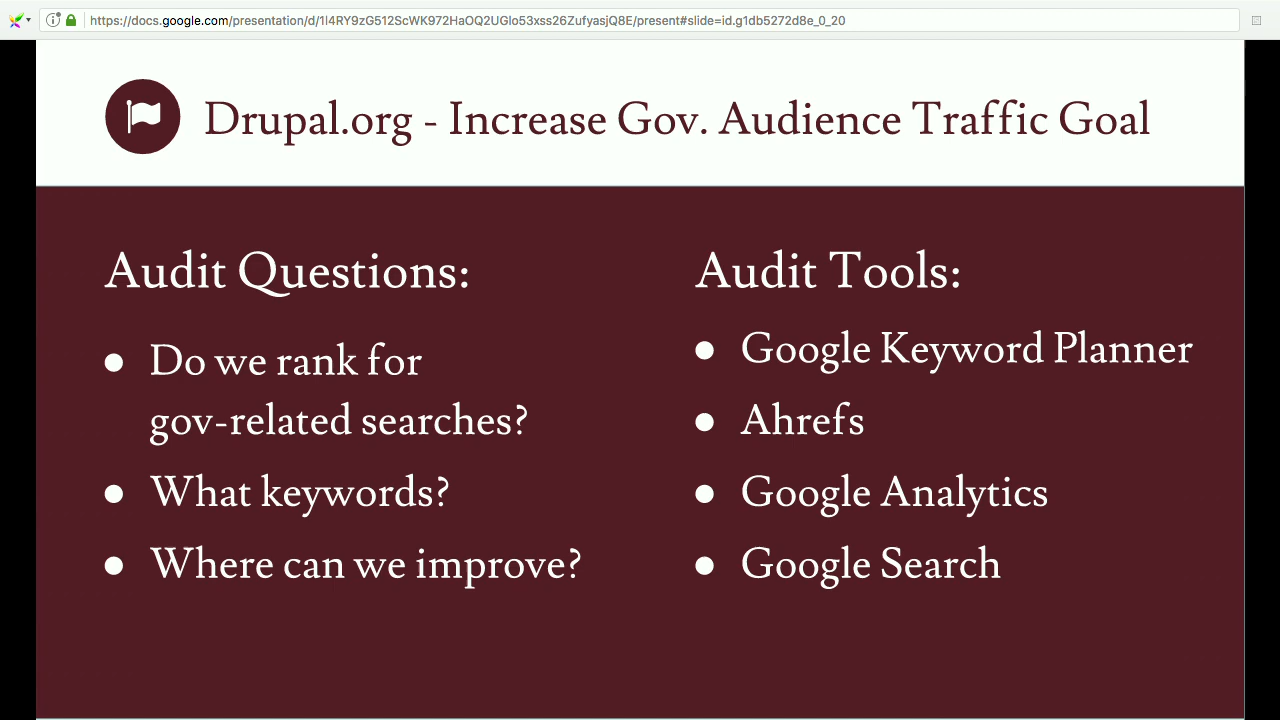 https://docs.google.com/presentation/d/1l4RY9zG512ScWK972HaOQ2UGlo53xss26ZufyasjQ8E/present#slide=id.g1db5272d8e_0_20
Drupal.org - Increase Gov. Audience Traffic Goal
Audit Questions:
● Do we rank for
gov-related searches?
● What keywords?
● Where can we improve?
Audit Tools:
● Google Keyword Planner
● Ahrefs
● Google Analytics
● Google Search